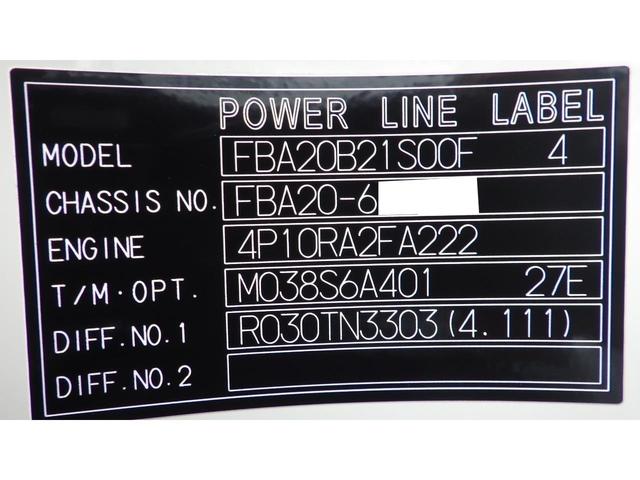 POWER LINE LABEL
MODEL FBA20B21S00F 4
CHASSIS NO. FBA20-6
ENGINE 4P10RA2FA222
T/M·OPT. M038S6A401 27E
DIFF.NO.1 R030TN3303(4.111)
DIFF.NO.2